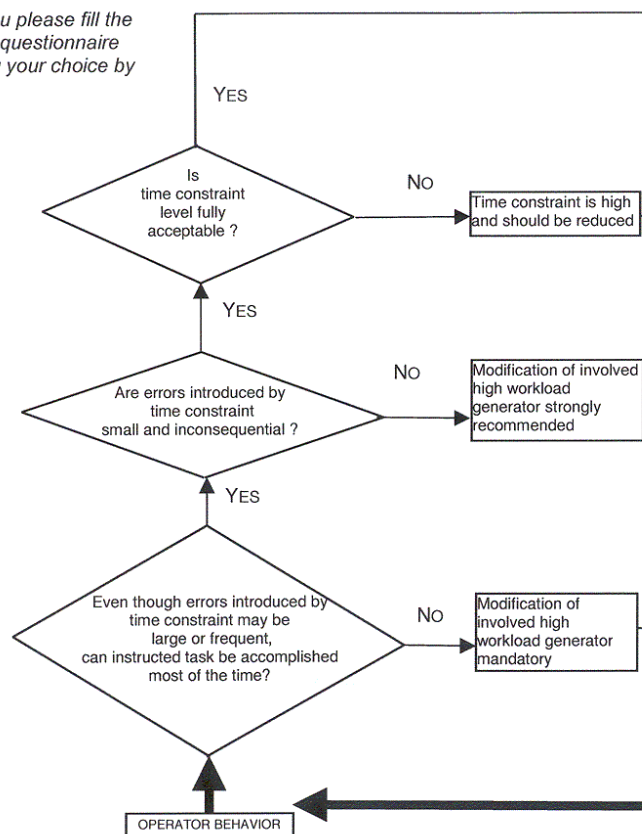 u please fill the
questionnaire
your choice by
YES
Is
time constraint
level fully
acceptable ?
NO
Time constraint is high
and should be reduced
YES
Are errors introduced by
time constraint
small and inconsequential ?
NO
Modification of involved
high workload
generator strongly
recommended
YES
Even though errors introduced by
time constraint may be
large or frequent,
can instructed task be accomplished
most of the time?
NO
Modification of
involved high
workload generator
mandatory
OPERATOR BEHAVIOR